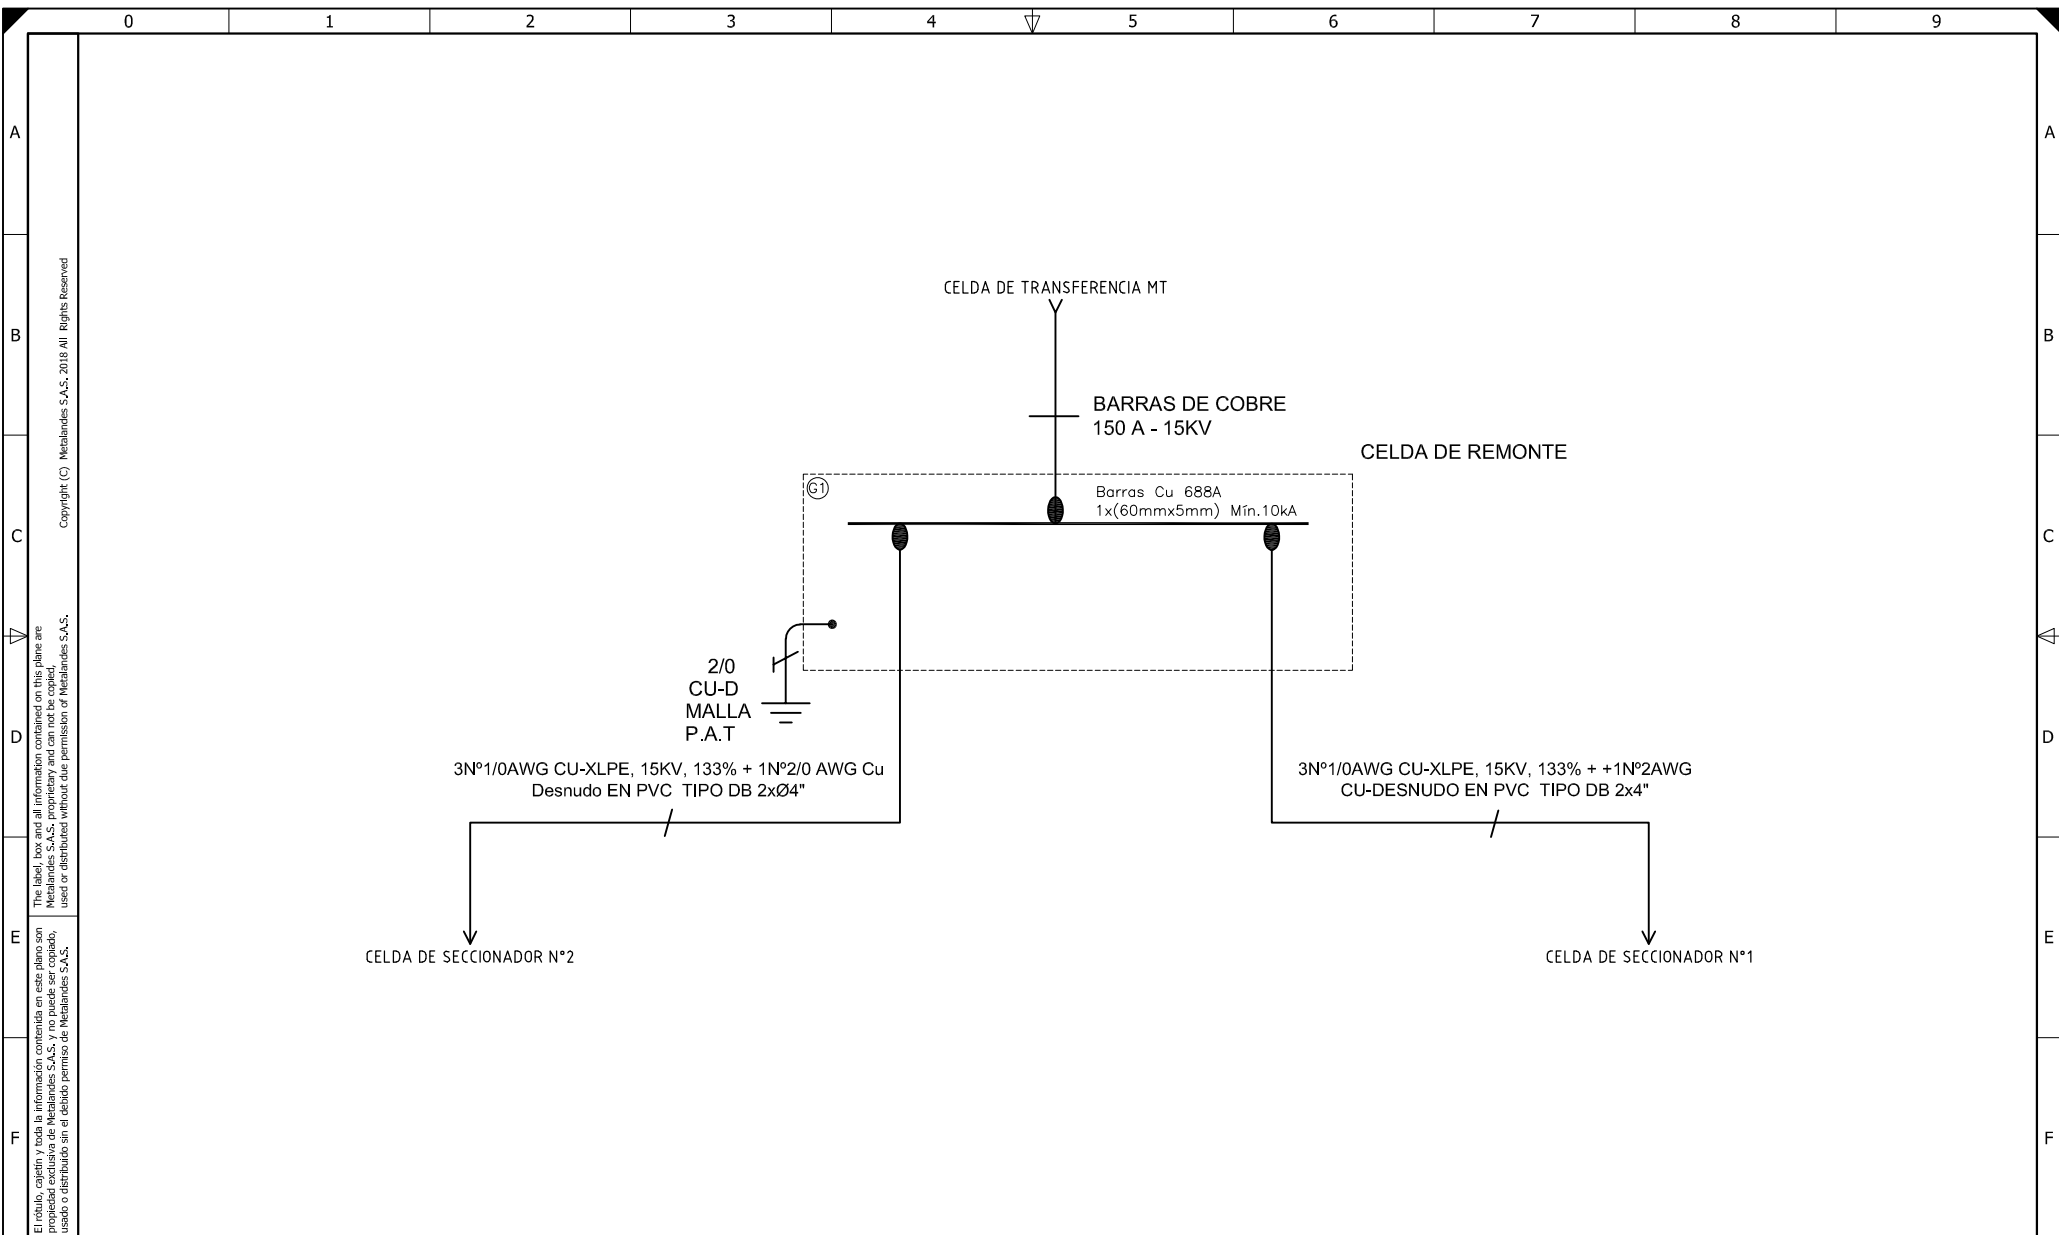 0 1 2 3 4 5 6 7 8 9
A A
B B
C C
D D
E E
F F
Copyright (C) Metalandes S.A.S. 2018 All Rights Reserved
The label, box and all information contained on this plane are
Metalandes S.A.S. proprietary and can not be copied,
used or distributed without due permission of Metalandes S.A.S.
El rótulo, cajetín y toda la información contenida en este plano son
propiedad exclusiva de Metalandes S.A.S. y no puede ser copiado,
usado o distribuido sin el debido permiso de Metalandes S.A.S.
CELDA DE TRANSFERENCIA MT
BARRAS DE COBRE
150 A - 15KV
CELDA DE REMONTE
G1
Barras Cu 688A
1x(60mmx5mm) Mín.10kA
2/0
CU-D
MALLA
P.A.T
3Nº1/0AWG CU-XLPE, 15KV, 133% + 1Nº2/0 AWG Cu
Desnudo EN PVC TIPO DB 2xØ4"
3Nº1/0AWG CU-XLPE, 15KV, 133% + +1Nº2AWG
CU-DESNUDO EN PVC TIPO DB 2x4"
CELDA DE SECCIONADOR N°2
CELDA DE SECCIONADOR N°1